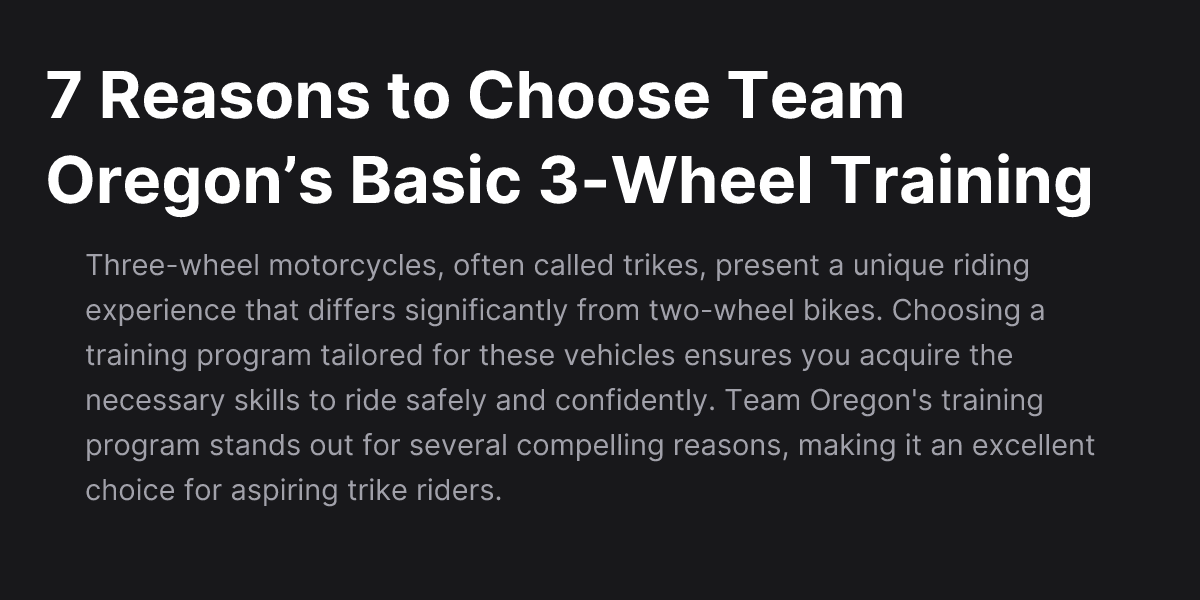 7 Reasons to Choose Team
Oregon’s Basic 3-Wheel Training
Three-wheel motorcycles, often called trikes, present a unique riding
experience that differs significantly from two-wheel bikes. Choosing a
training program tailored for these vehicles ensures you acquire the
necessary skills to ride safely and confidently. Team Oregon's training
program stands out for several compelling reasons, making it an excellent
choice for aspiring trike riders.